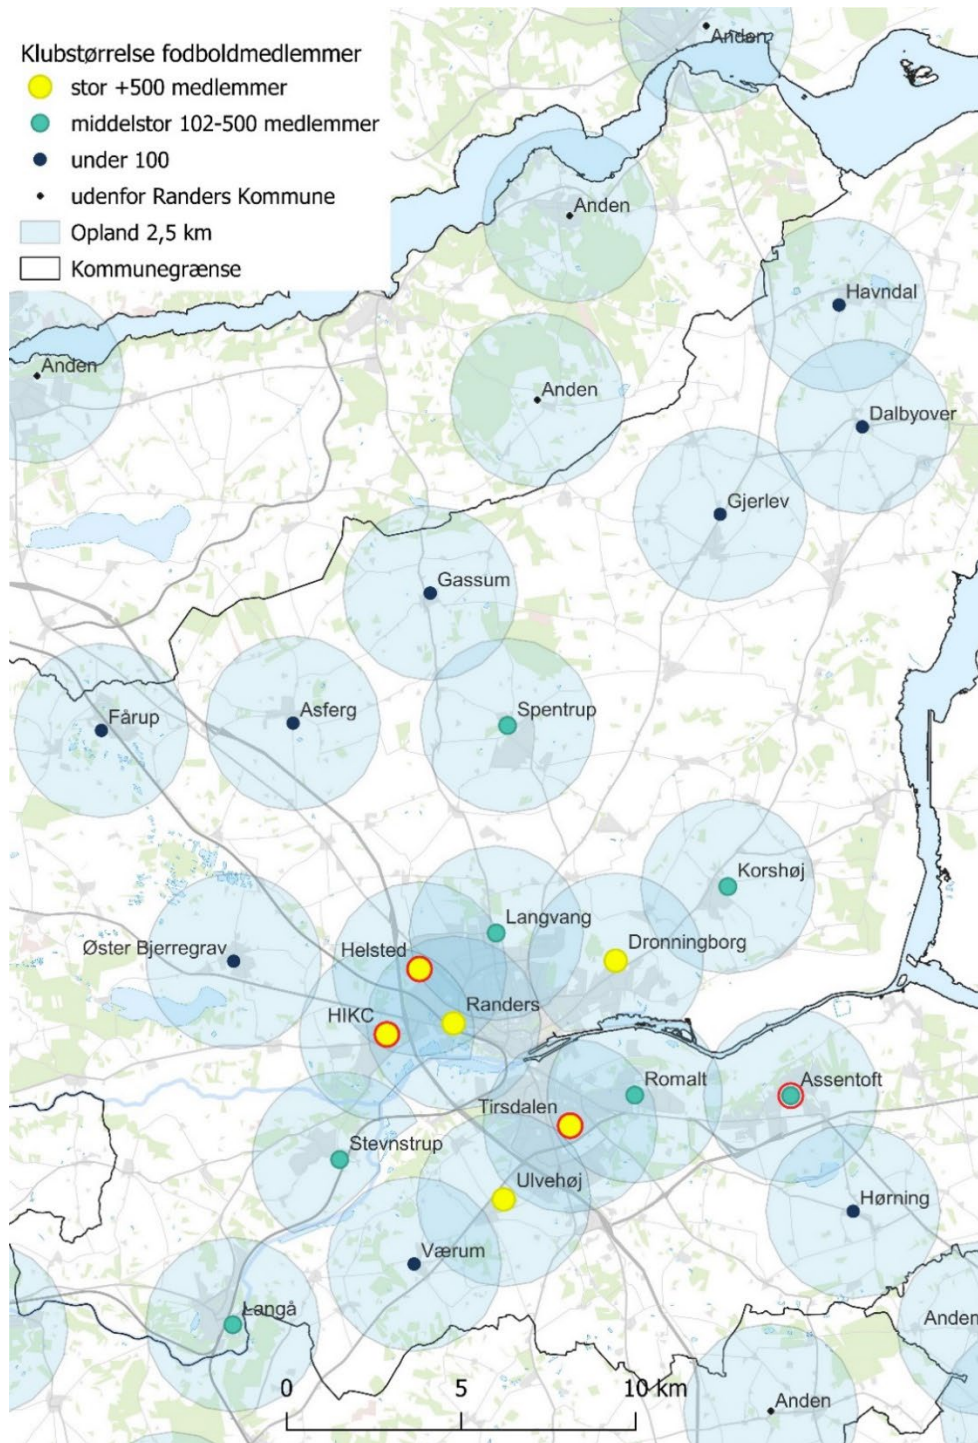 Klubstørrelse fodboldmedlemmer
stor +500 medlemmer
middelstor 102-500 medlemmer
under 100
udenfor Randers Kommune
Opland 2,5 km
Kommunegrænse
Anden
Anden
Havndal
Anden
Anden
Dalbyover
Gjerlev
Gassum
Fårup
Asferg
Spentrup
Korshøj
Langvang
Øster Bjerregrav
Helsted
Dronningborg
HIKC
Randers
Romalt
Assentoft
Tirsdalen
Stevnstrup
Ulvehøj
Hørning
Værum
Langå
Anden
0 5 10 km
Anden